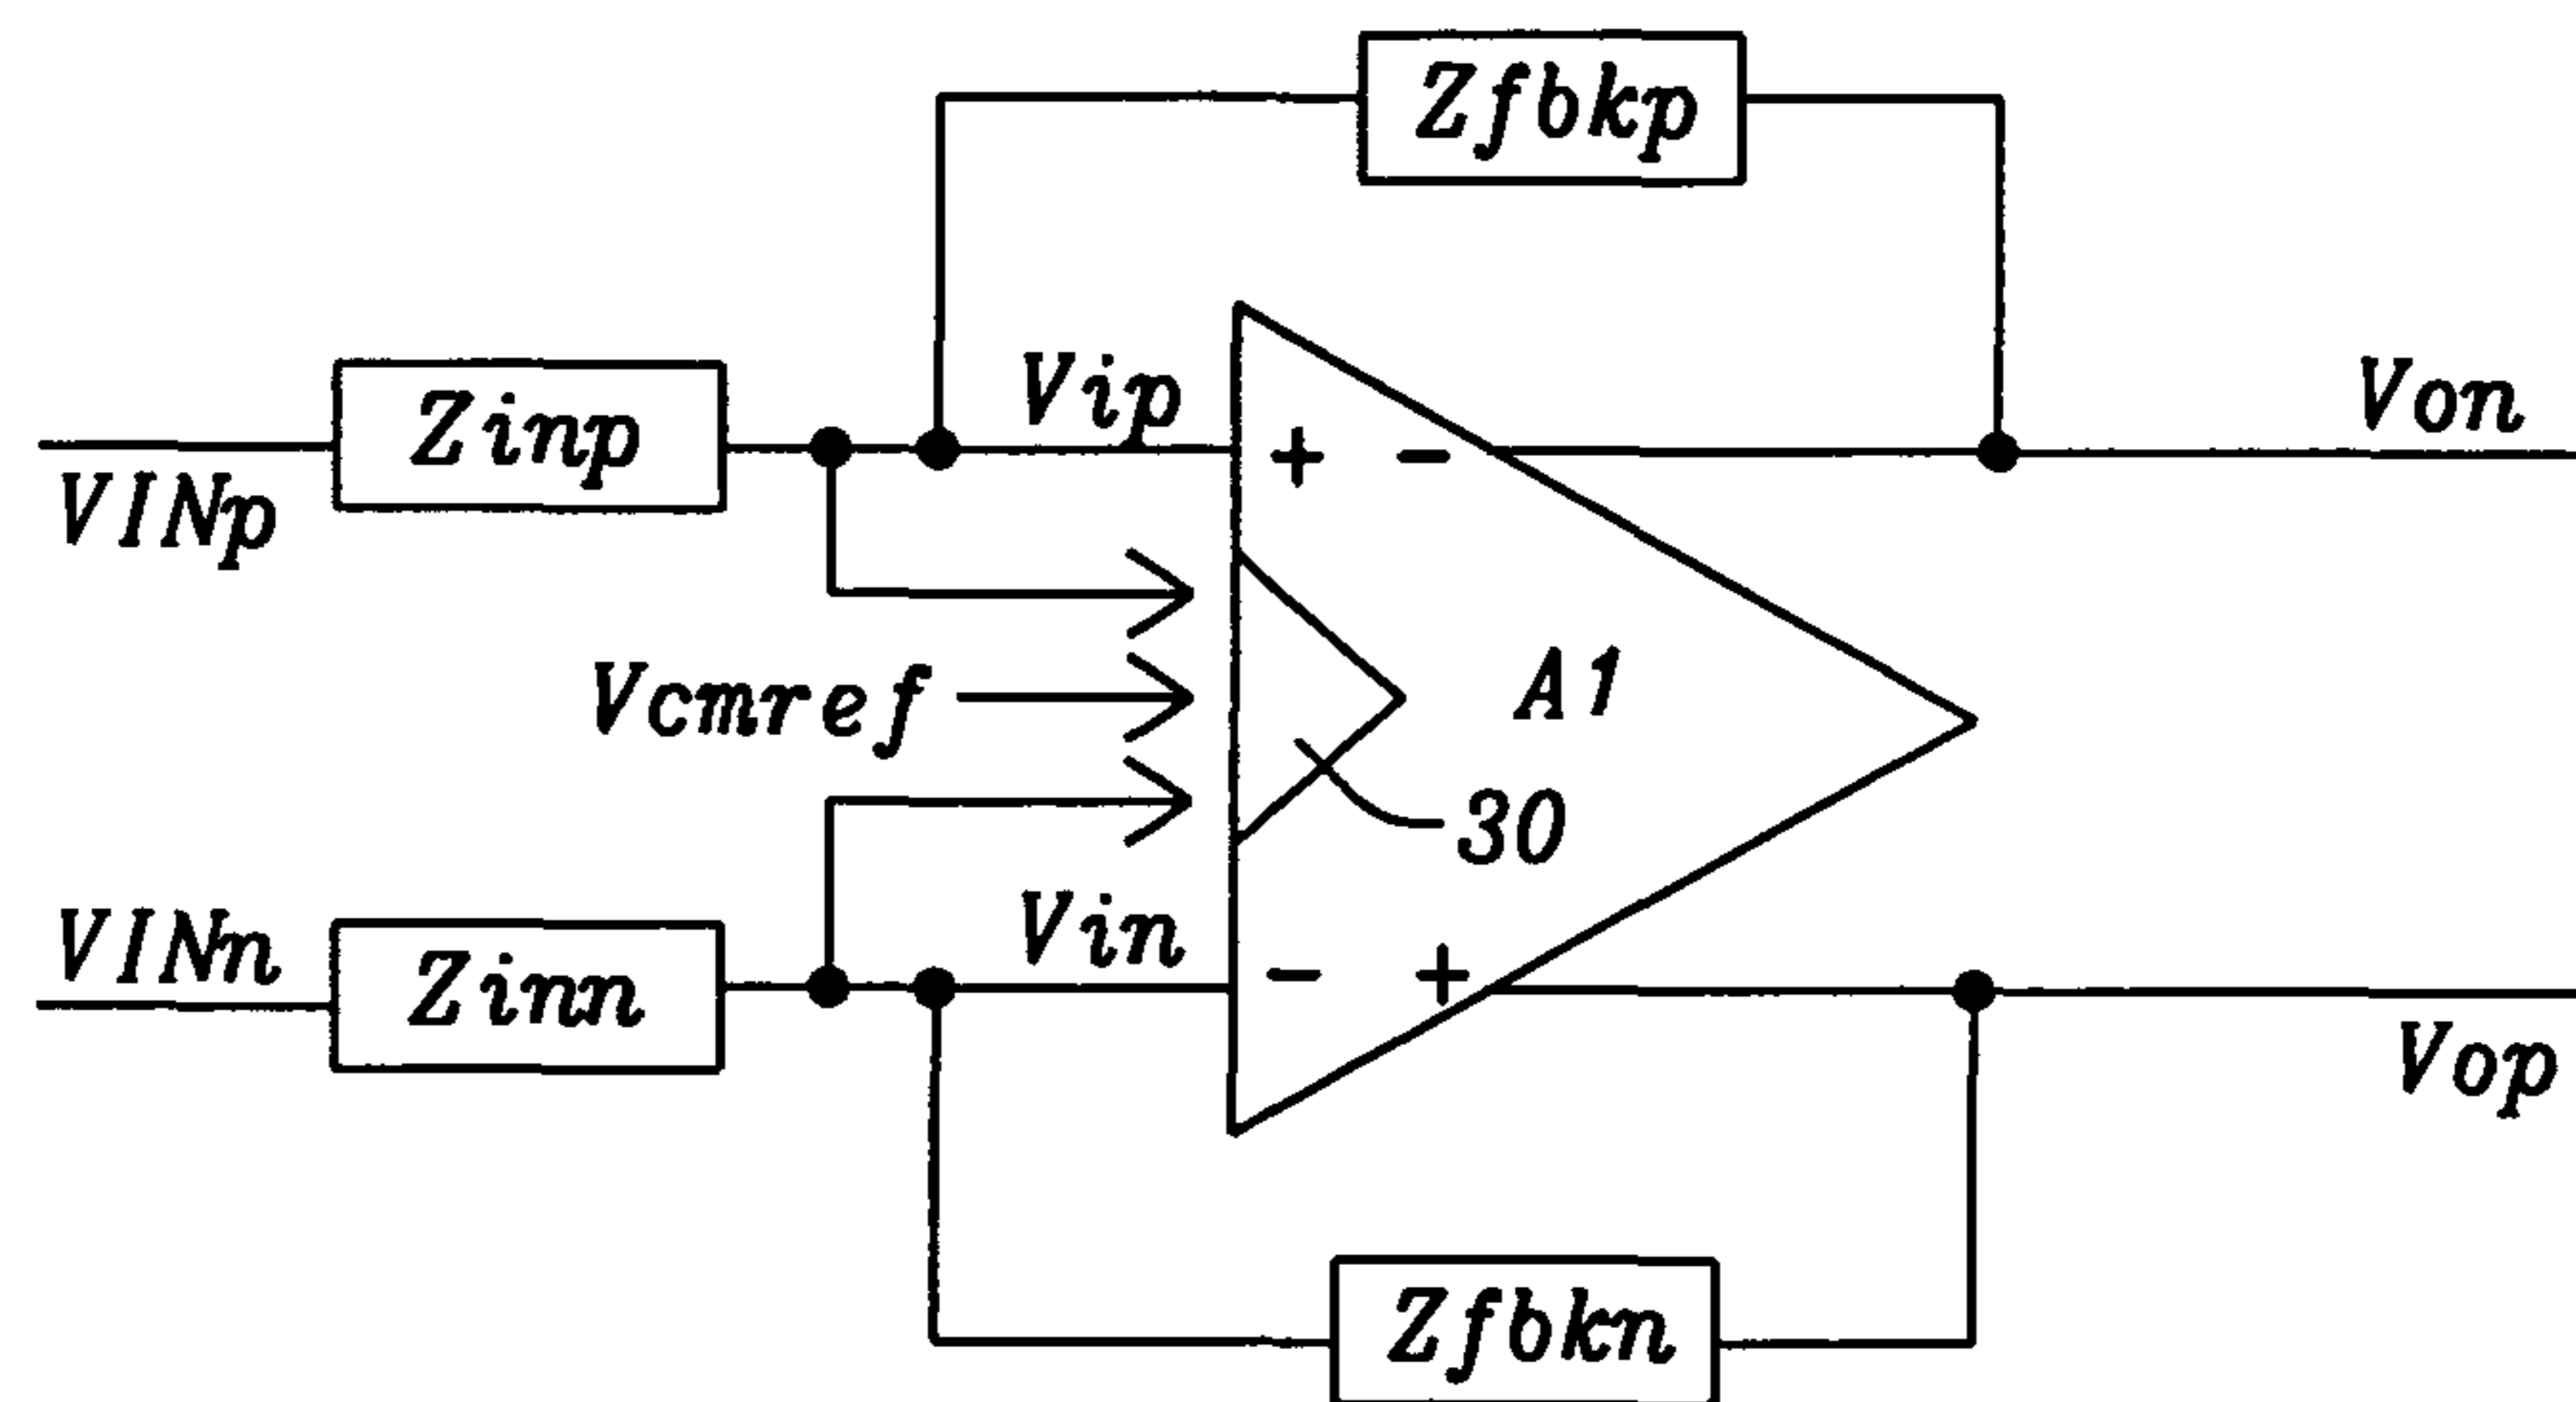 Zfbkp
Zinp
Vip
+ -
Von
VINp
Vcmref
A1
30
VINn
Zinn
Vin
- +
Vop
Zfbkn